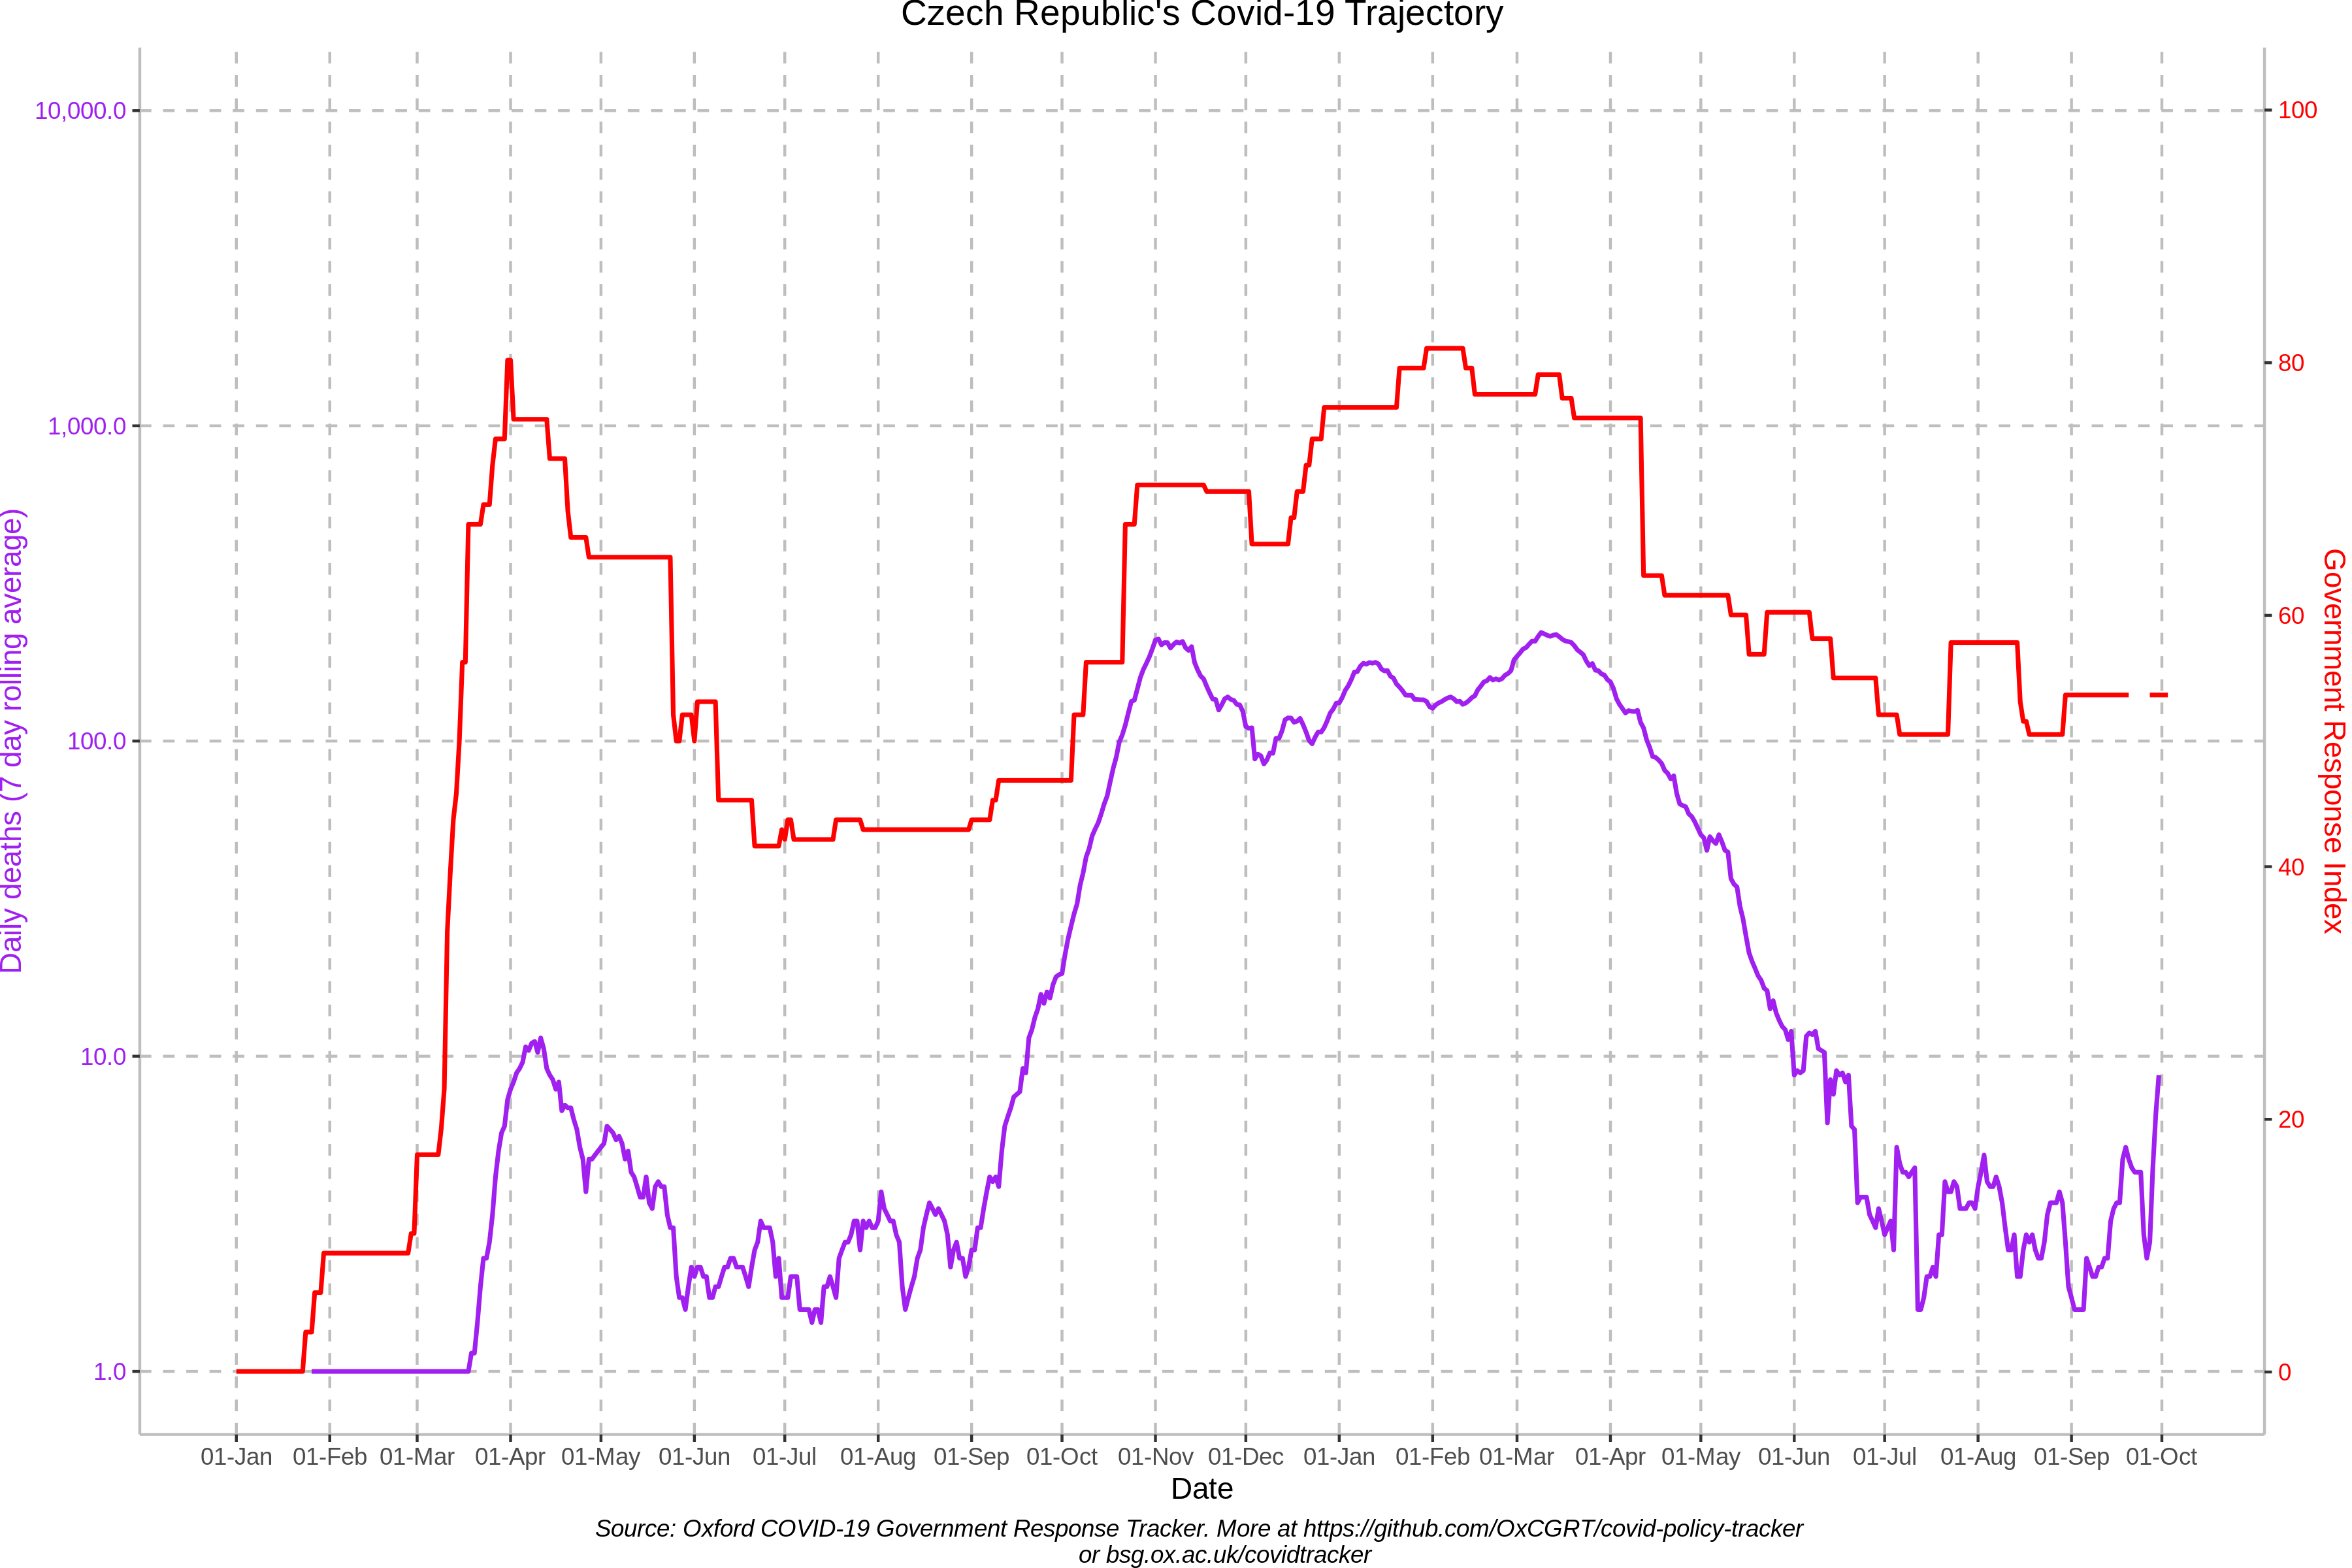 Czech Republic's Covid-19 Trajectory
10,000.0
1,000.0
100.0
10.0
1.0
Daily deaths (7 day rolling average)
100
80
60
40
20
0
Government Response Index
01-Jan 01-Feb 01-Mar 01-Apr 01-May 01-Jun 01-Jul 01-Aug 01-Sep 01-Oct 01-Nov 01-Dec 01-Jan 01-Feb 01-Mar 01-Apr 01-May 01-Jun 01-Jul 01-Aug 01-Sep 01-Oct
Date
Source: Oxford COVID-19 Government Response Tracker. More at https://github.com/OxCGRT/covid-policy-tracker
or bsg.ox.ac.uk/covidtracker